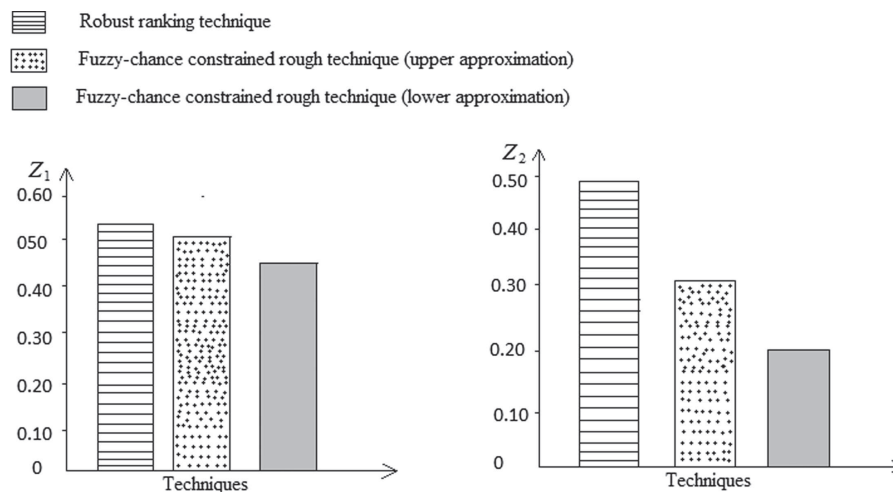 Robust ranking technique
Fuzzy-chance constrained rough technique (upper approximation)
Fuzzy-chance constrained rough technique (lower approximation)
Z₁
0.60
050
0.40
0.30
0.20
0.10
0
Techniques
Z₂
0.50
0.40
0.30
0.20
0.10
0
Techniques